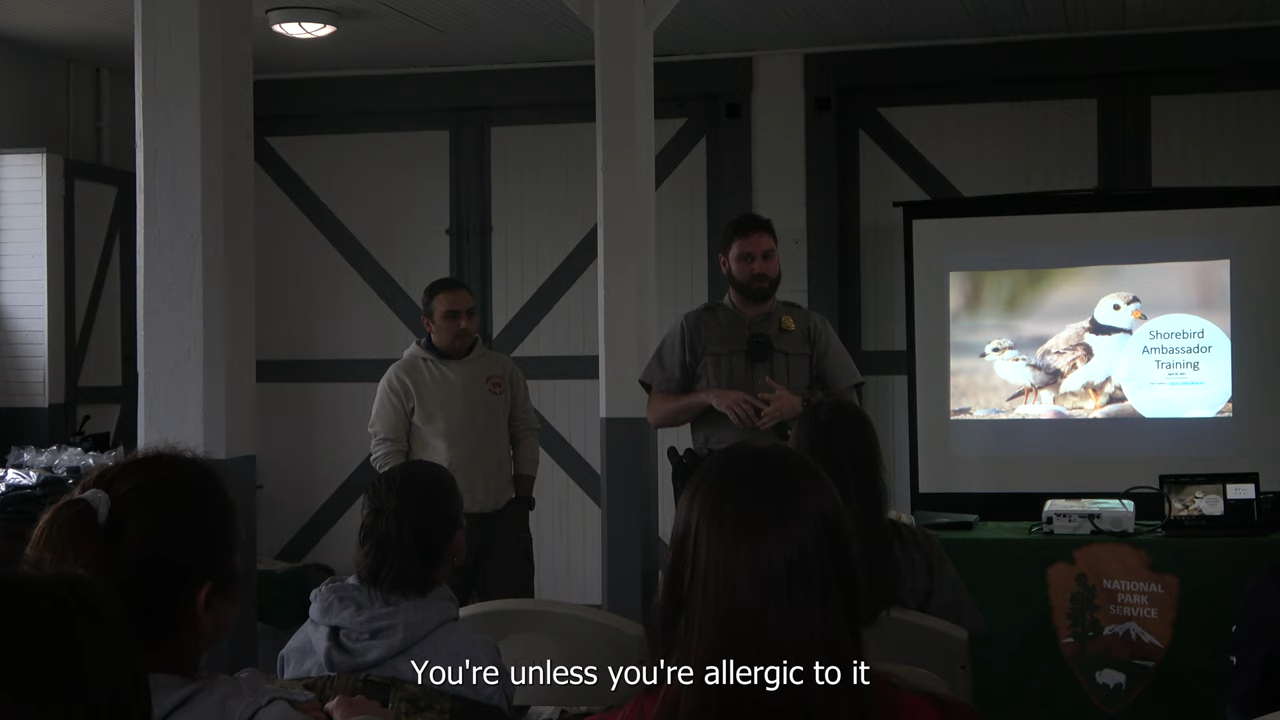 Shorebird
Ambassador
Training
NATIONAL
PARK
SERVICE
You're unless you're allergic to it